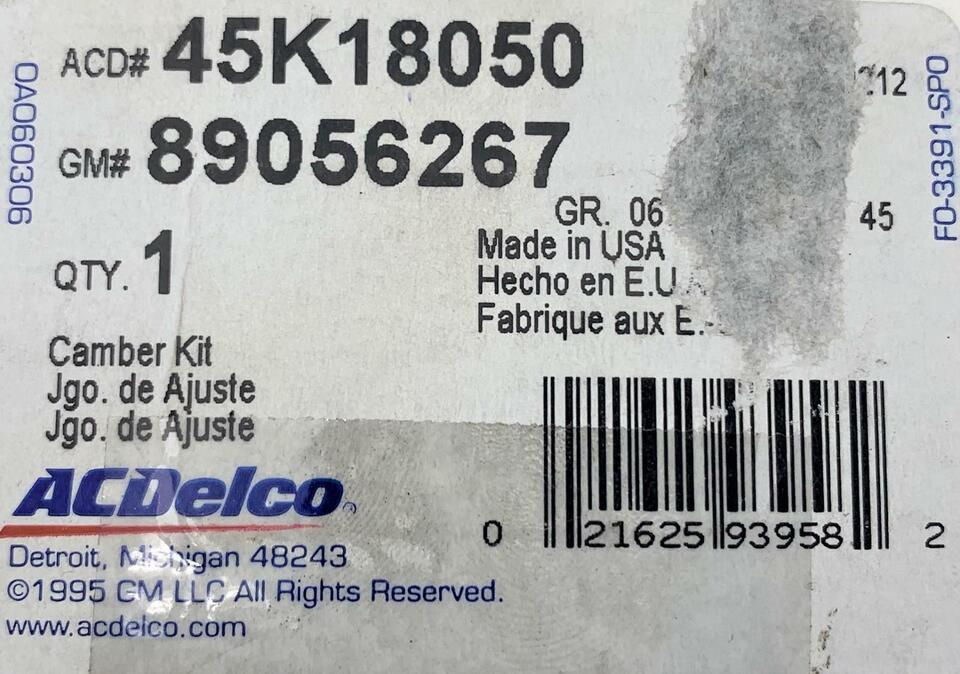 ACD# 45K18050
GM# 89056267
GR. 06
45
QTY. 1
Made in USA
Hecho en
Fabrique aux
Camber Kit
Jgo. de Ajuste
Jgo. de Ajuste
ACDelco
Detroit, Michigan 48243
©1995 GM LLC All Rights Reserved.
www.acdelco.com
0 21625 93958 2
0A060306
FO-3391-SPO